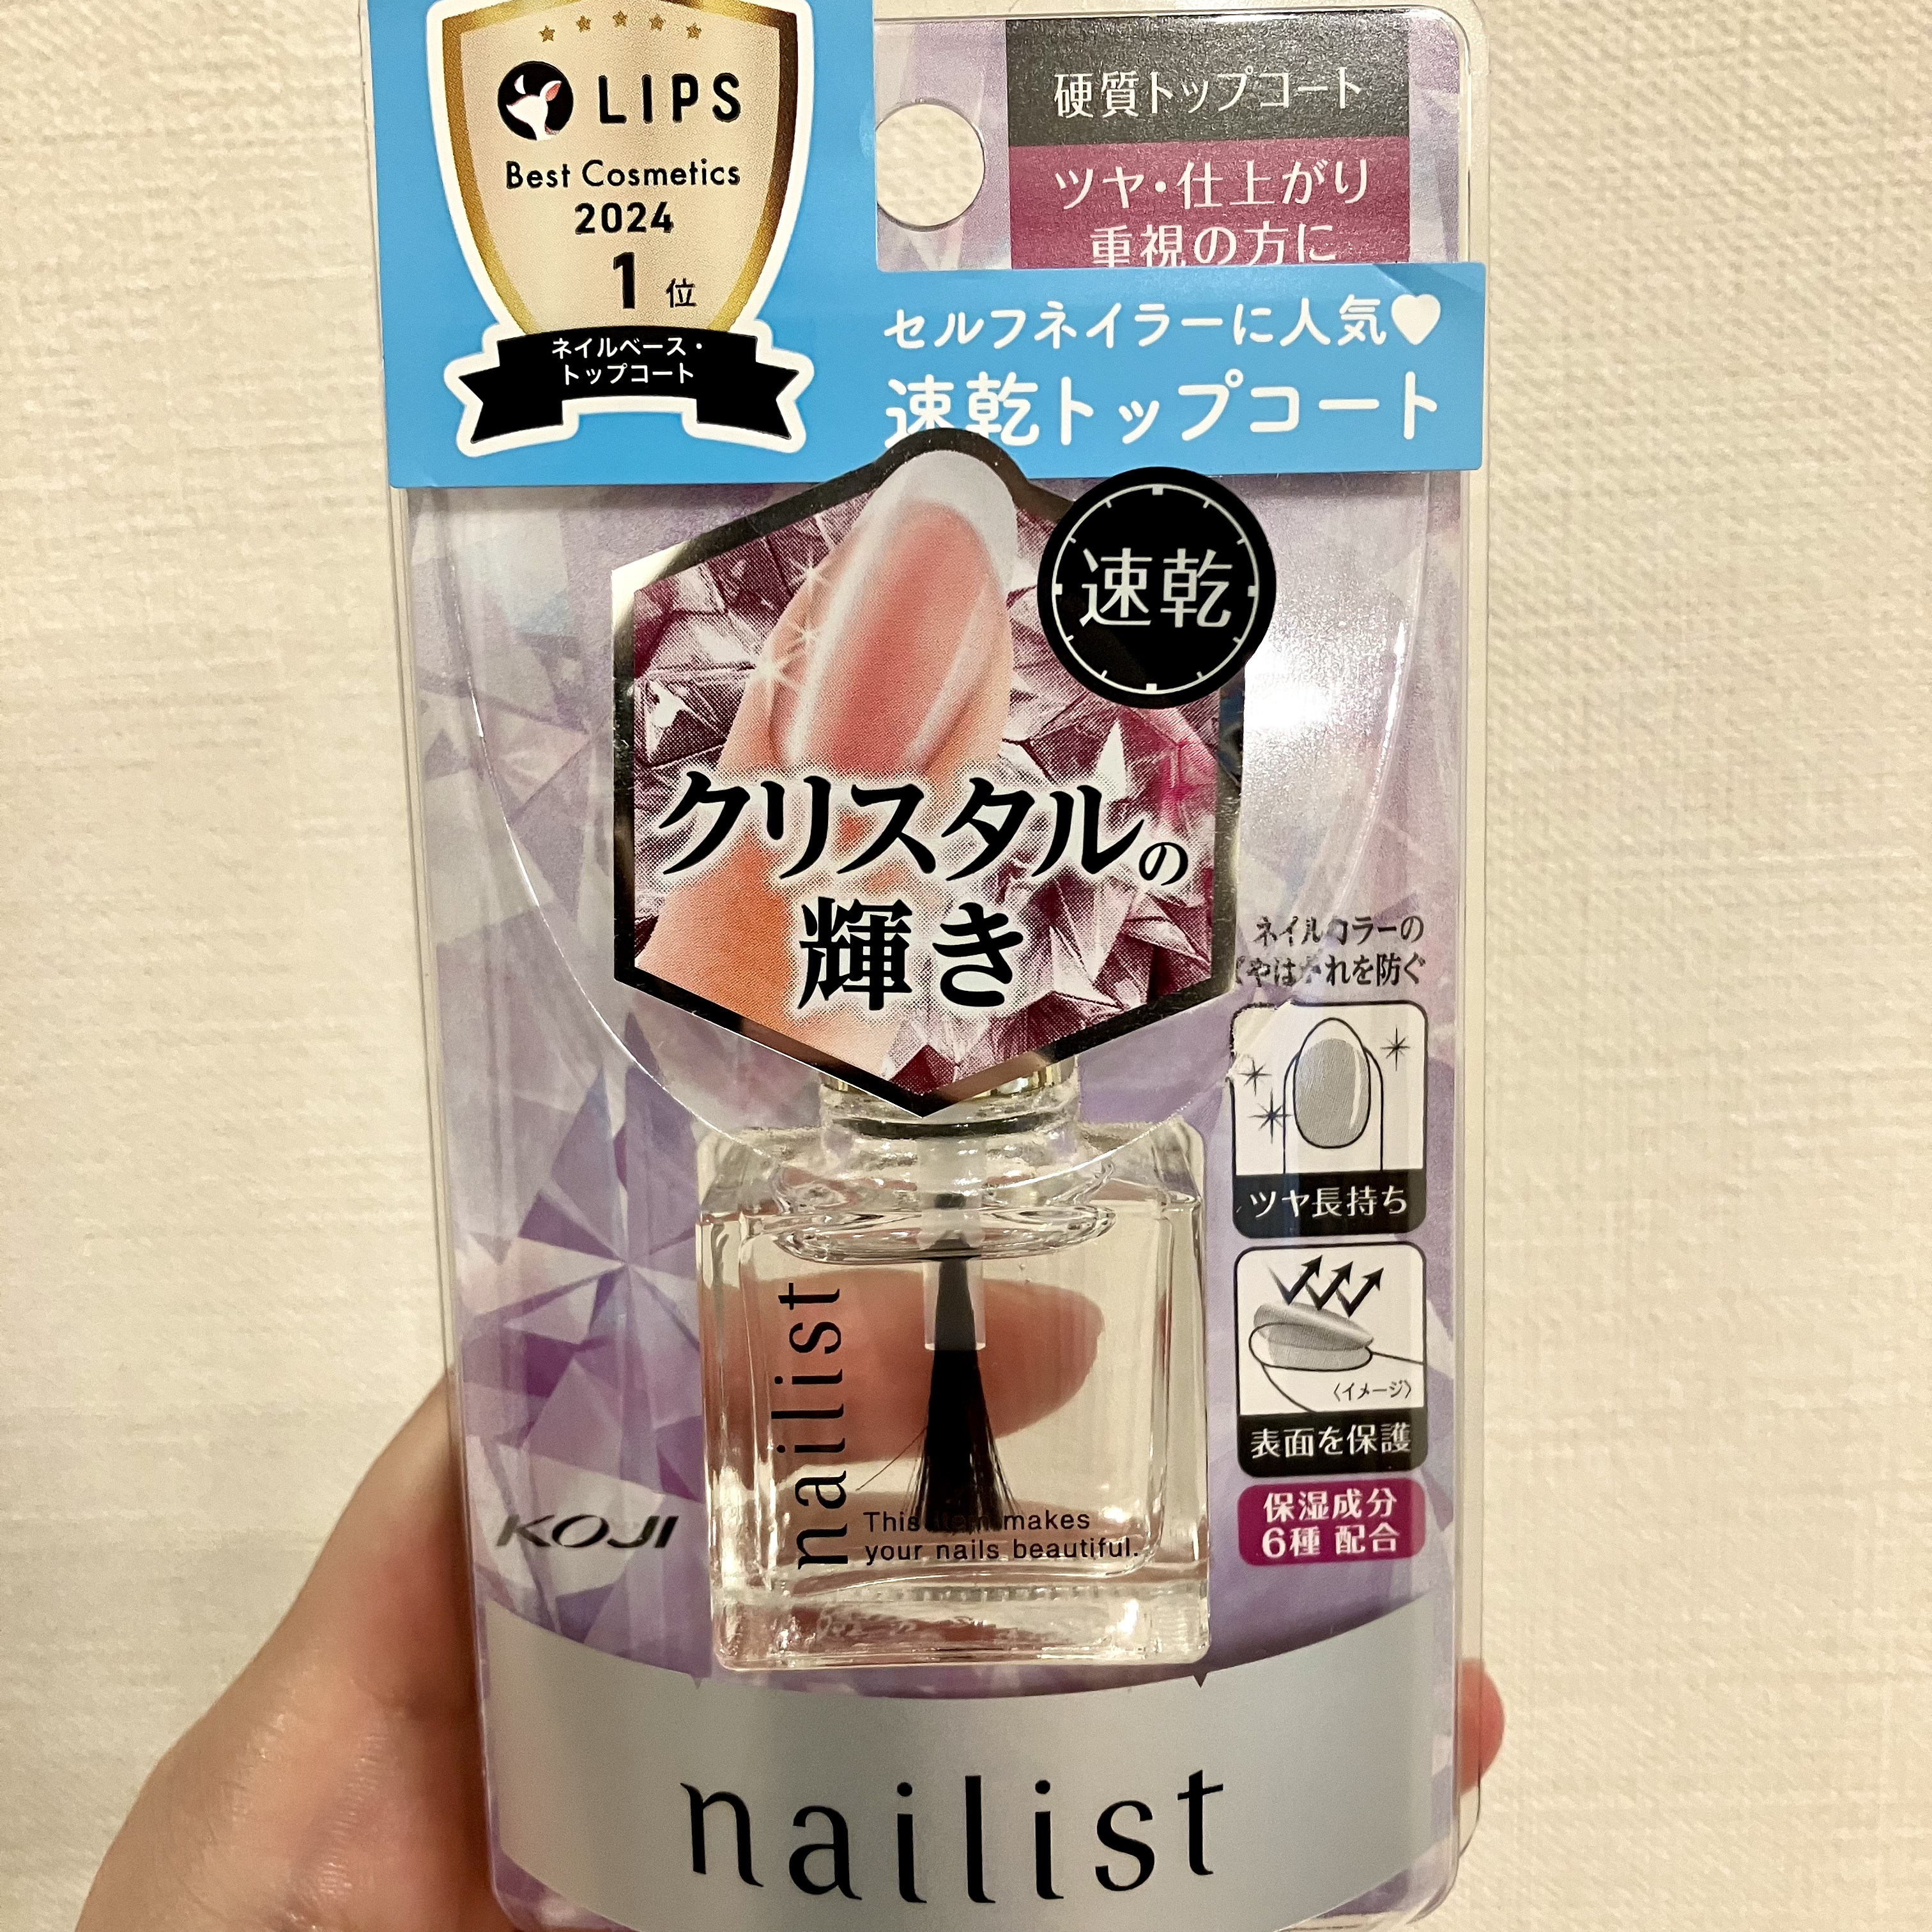 LIPS
Best Cosmetics
2024
1位
ネイルベース・
トップコート
硬質トップコート
ツヤ・仕上がり
重視の方に
セルフネイラーに人気♥
速乾トップコート
速乾
クリスタルの
輝き
ネイルカラーの
やはがれを防ぐ
ツヤ長持ち
〈イメージ〉
表面を保護
保湿成分
6種 配合
KOJI
nailist
This item makes
your nails beautiful.
nailist